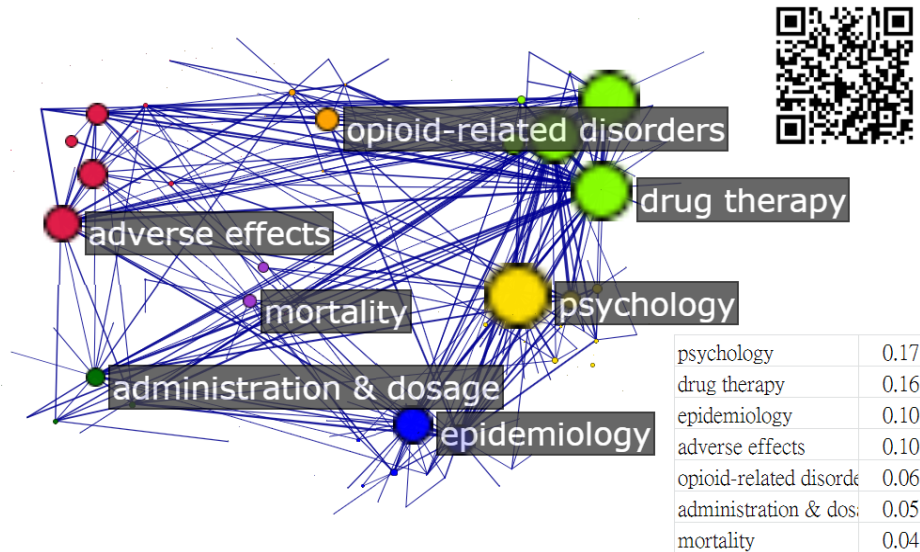 opioid-related disorders
drug therapy
adverse effects
psychology
mortality
administration & dosage
epidemiology
psychology 0.17
drug therapy 0.16
epidemiology 0.10
adverse effects 0.10
opioid-related disorde 0.06
administration & dosa 0.05
mortality 0.04